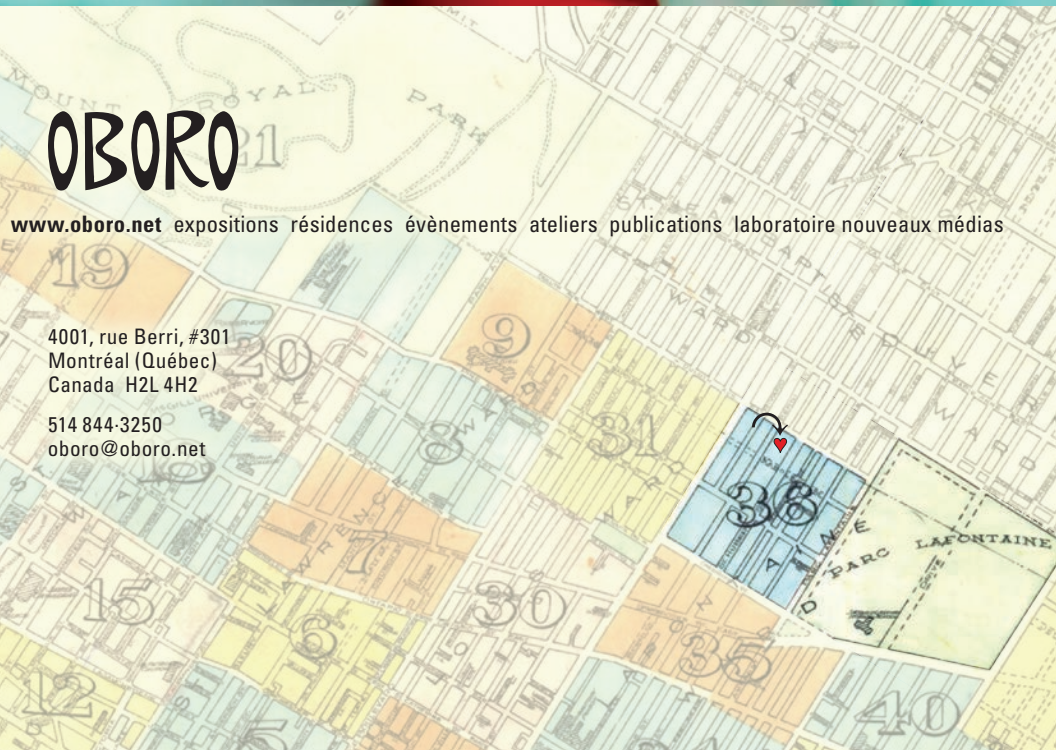 MOUNT ROYAL PARK
21
OBORO
www.oboro.net expositions résidences évènements ateliers publications laboratoire nouveaux médias
19
WARD
4001, rue Berri, #301
Montréal (Québec)
Canada H2L 4H2
514 844·3250
oboro@oboro.net
20
9
8
31
36
PARC LAFONTAINE
7
15
30
6
35
12
40
5